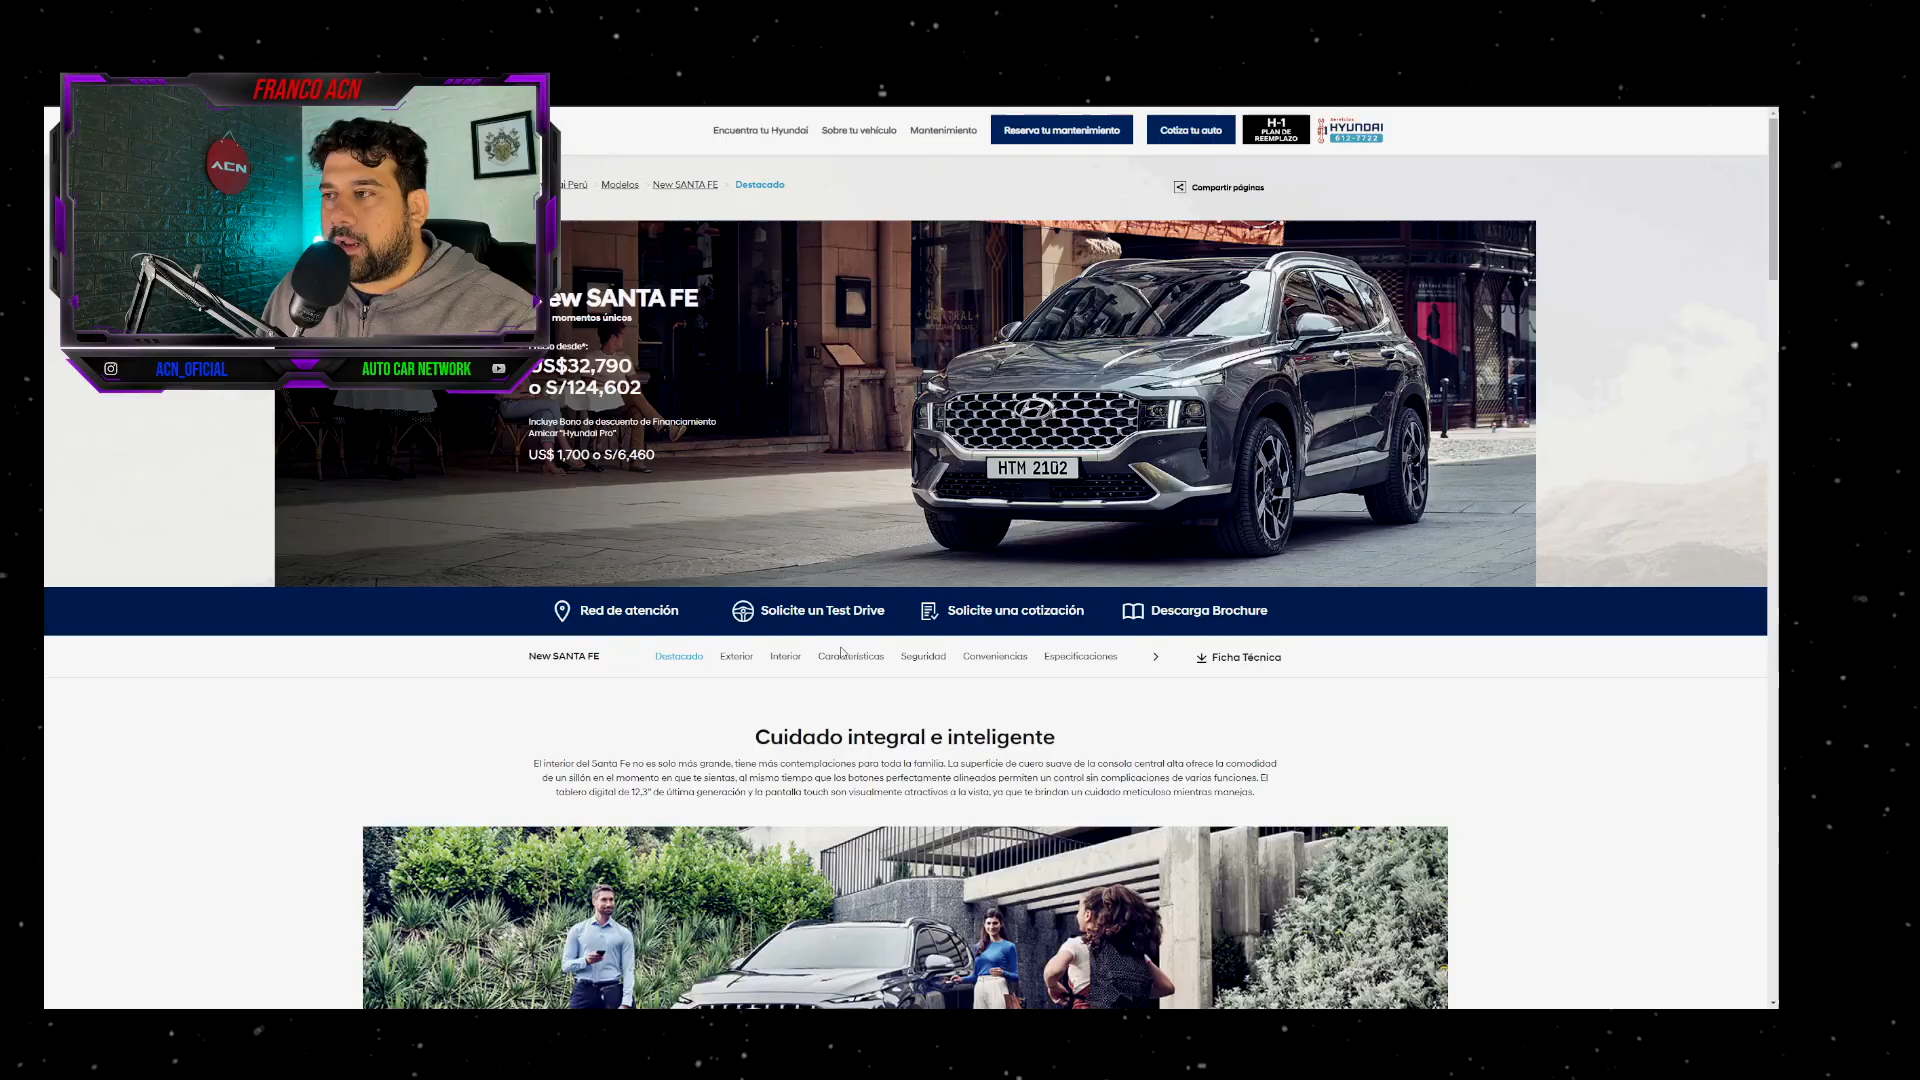 FRANCO ACN
ACN
ACN_OFICIAL
AUTO CAR NETWORK
Encuentra tu Hyundai
Sobre tu vehículo
Mantenimiento
Reserva tu mantenimiento
Cotiza tu auto
H-1
PLAN DE
REEMPLAZO
Servicios
HYUNDAI
612-7722
Perú > Modelos > New SANTA FE > Destacado
Compartir páginas
SANTA FE
momentos únicos
desde*:
US$32,790
o S/124,602
Incluye Bono de descuento de Financiamiento
Amicar "Hyundai Pro"
US$ 1,700 o S/6,460
CENTRAL
HTM 2102
Red de atención
Solicite un Test Drive
Solicite una cotización
Descarga Brochure
New SANTA FE
Destacado
Exterior
Interior
Características
Seguridad
Conveniencias
Especificaciones
Ficha Técnica
Cuidado integral e inteligente
El interior del Santa Fe no es solo más grande, tiene más contemplaciones para toda la familia. La superficie de cuero suave de la consola central alta ofrece la comodidad
de un sillón en el momento en que te sientas, al mismo tiempo que los botones perfectamente alineados permiten un control sin complicaciones de varias funciones. El
tablero digital de 12,3" de última generación y la pantalla touch son visualmente atractivos a la vista, ya que te brindan un cuidado meticuloso mientras manejas.